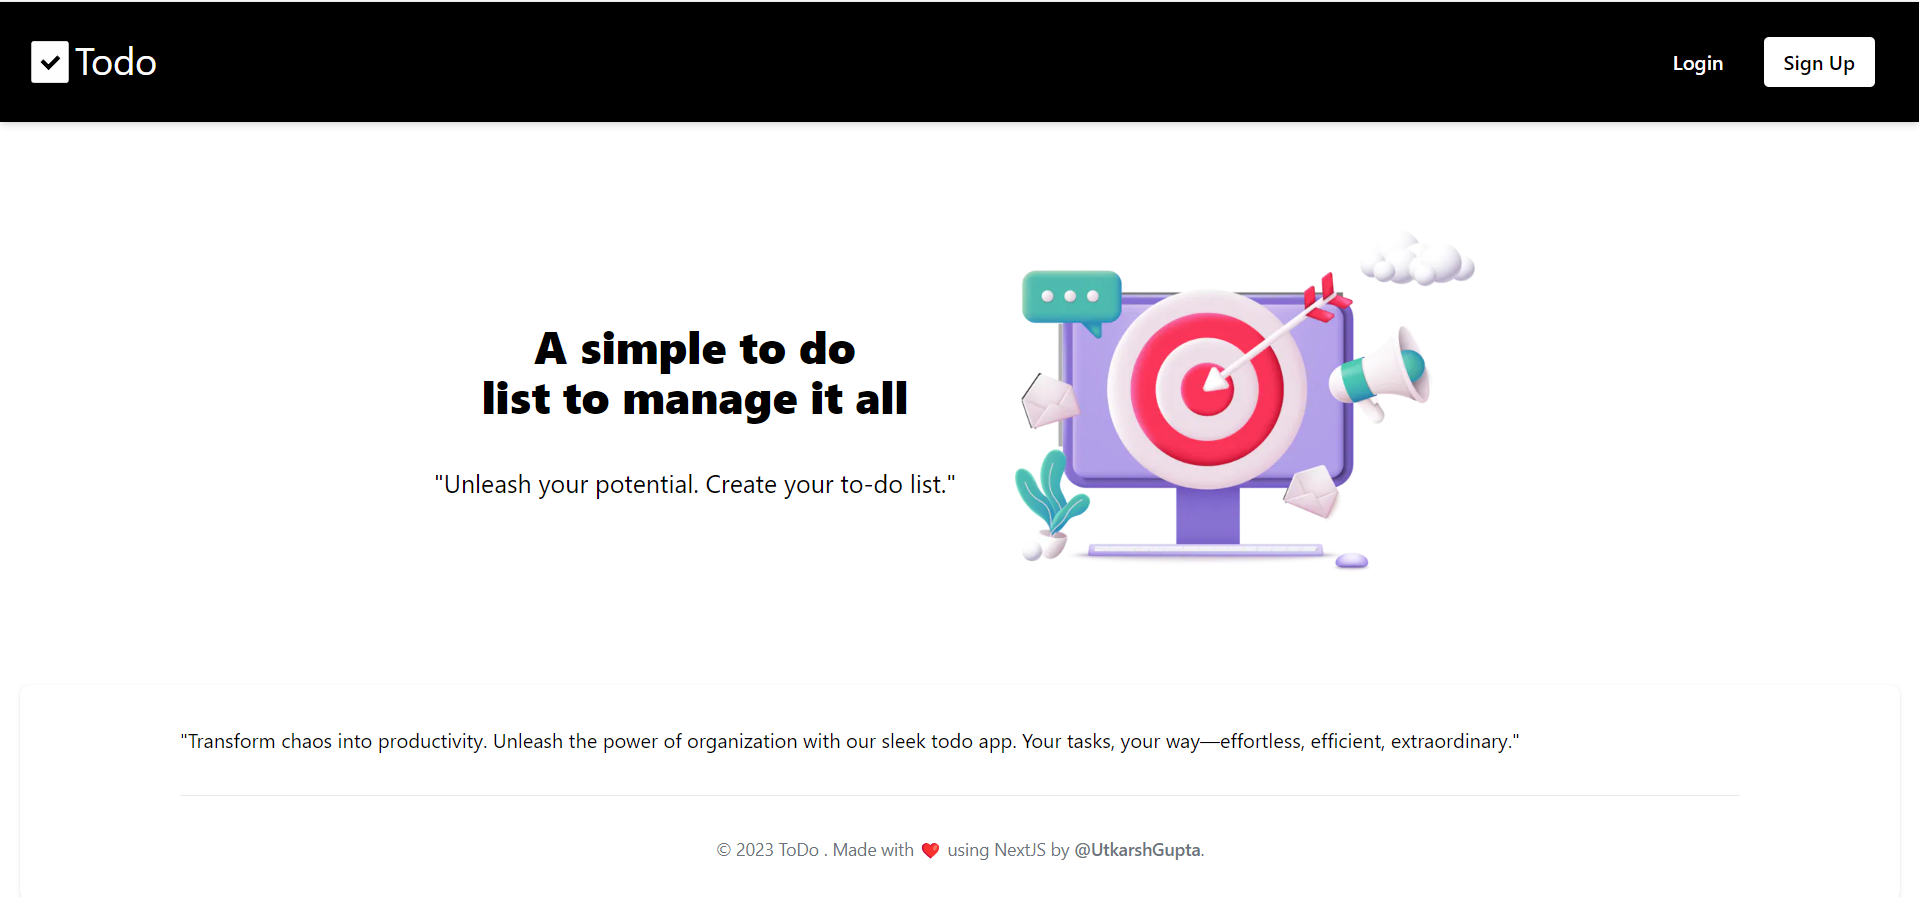 Todo
Login
Sign Up
A simple to do
list to manage it all
"Unleash your potential. Create your to-do list."
"Transform chaos into productivity. Unleash the power of organization with our sleek todo app. Your tasks, your way—effortless, efficient, extraordinary."
© 2023 ToDo . Made with ❤️ using NextJS by @UtkarshGupta.